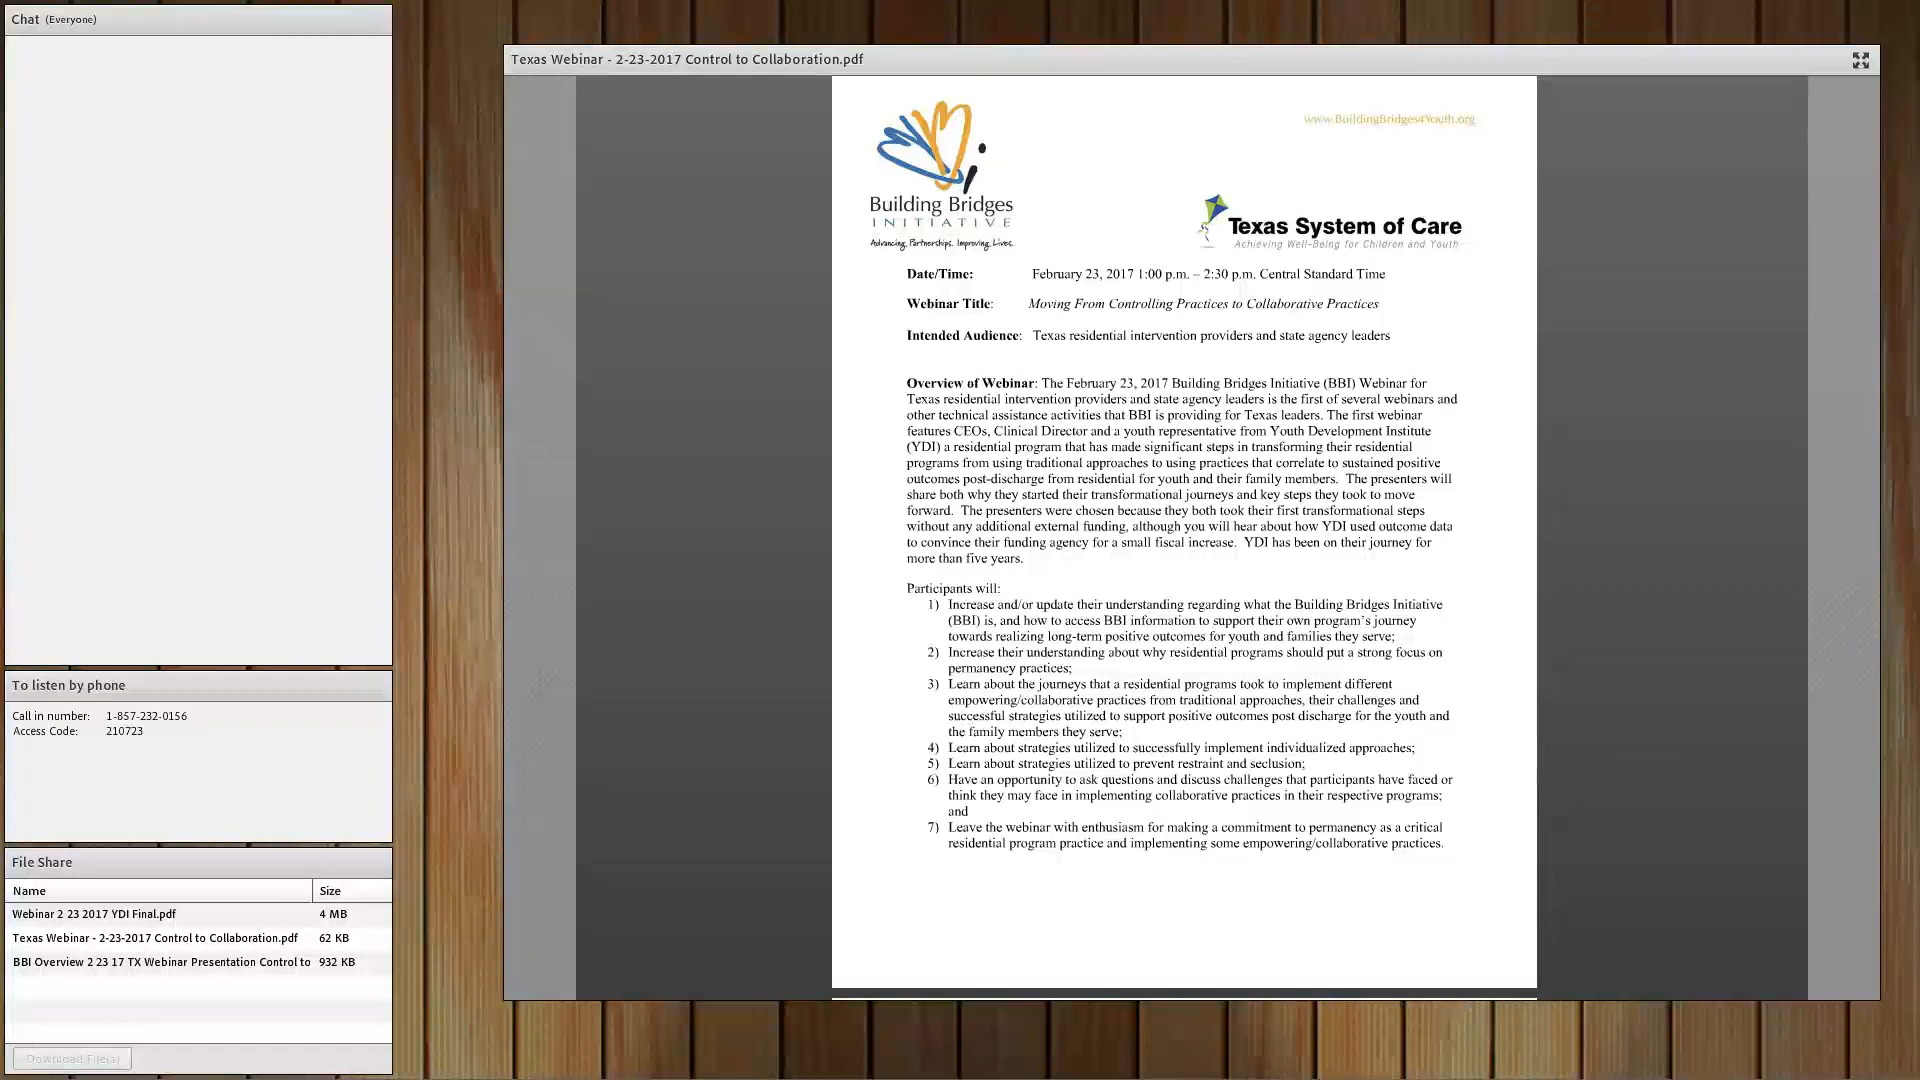 Chat (Everyone)
To listen by phone
Call in number: 1-857-232-0156
Access Code: 210723
File Share
Name Size
Webinar 2 23 2017 YDI Final.pdf 4 MB
Texas Webinar - 2-23-2017 Control to Collaboration.pdf 62 KB
BBI Overview 2 23 17 TX Webinar Presentation Control to 932 KB
Download File(s)
Texas Webinar - 2-23-2017 Control to Collaboration.pdf
www.BuildingBridges4Youth.org
Building Bridges
INITIATIVE
Advancing Partnerships. Improving Lives.
Texas System of Care
Achieving Well-Being for Children and Youth
Date/Time: February 23, 2017 1:00 p.m. – 2:30 p.m. Central Standard Time
Webinar Title: Moving From Controlling Practices to Collaborative Practices
Intended Audience: Texas residential intervention providers and state agency leaders
Overview of Webinar: The February 23, 2017 Building Bridges Initiative (BBI) Webinar for
Texas residential intervention providers and state agency leaders is the first of several webinars and
other technical assistance activities that BBI is providing for Texas leaders. The first webinar
features CEOs, Clinical Director and a youth representative from Youth Development Institute
(YDI) a residential program that has made significant steps in transforming their residential
programs from using traditional approaches to using practices that correlate to sustained positive
outcomes post-discharge from residential for youth and their family members. The presenters will
share both why they started their transformational journeys and key steps they took to move
forward. The presenters were chosen because they both took their first transformational steps
without any additional external funding, although you will hear about how YDI used outcome data
to convince their funding agency for a small fiscal increase. YDI has been on their journey for
more than five years.
Participants will:
1) Increase and/or update their understanding regarding what the Building Bridges Initiative
(BBI) is, and how to access BBI information to support their own program's journey
towards realizing long-term positive outcomes for youth and families they serve;
2) Increase their understanding about why residential programs should put a strong focus on
permanency practices;
3) Learn about the journeys that a residential programs took to implement different
empowering/collaborative practices from traditional approaches, their challenges and
successful strategies utilized to support positive outcomes post discharge for the youth and
the family members they serve;
4) Learn about strategies utilized to successfully implement individualized approaches;
5) Learn about strategies utilized to prevent restraint and seclusion;
6) Have an opportunity to ask questions and discuss challenges that participants have faced or
think they may face in implementing collaborative practices in their respective programs;
and
7) Leave the webinar with enthusiasm for making a commitment to permanency as a critical
residential program practice and implementing some empowering/collaborative practices.